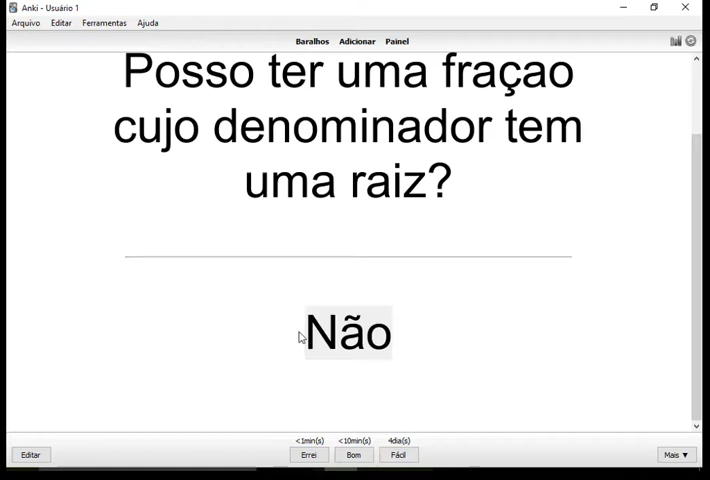 Anki - Usuário 1
Arquivo Editar Ferramentas Ajuda
Baralhos Adicionar Painel
Posso ter uma fraçao
cujo denominador tem
uma raiz?
Não
<1min(s) <10min(s) 4dia(s)
Editar Errei Bom Fácil Mais ▼